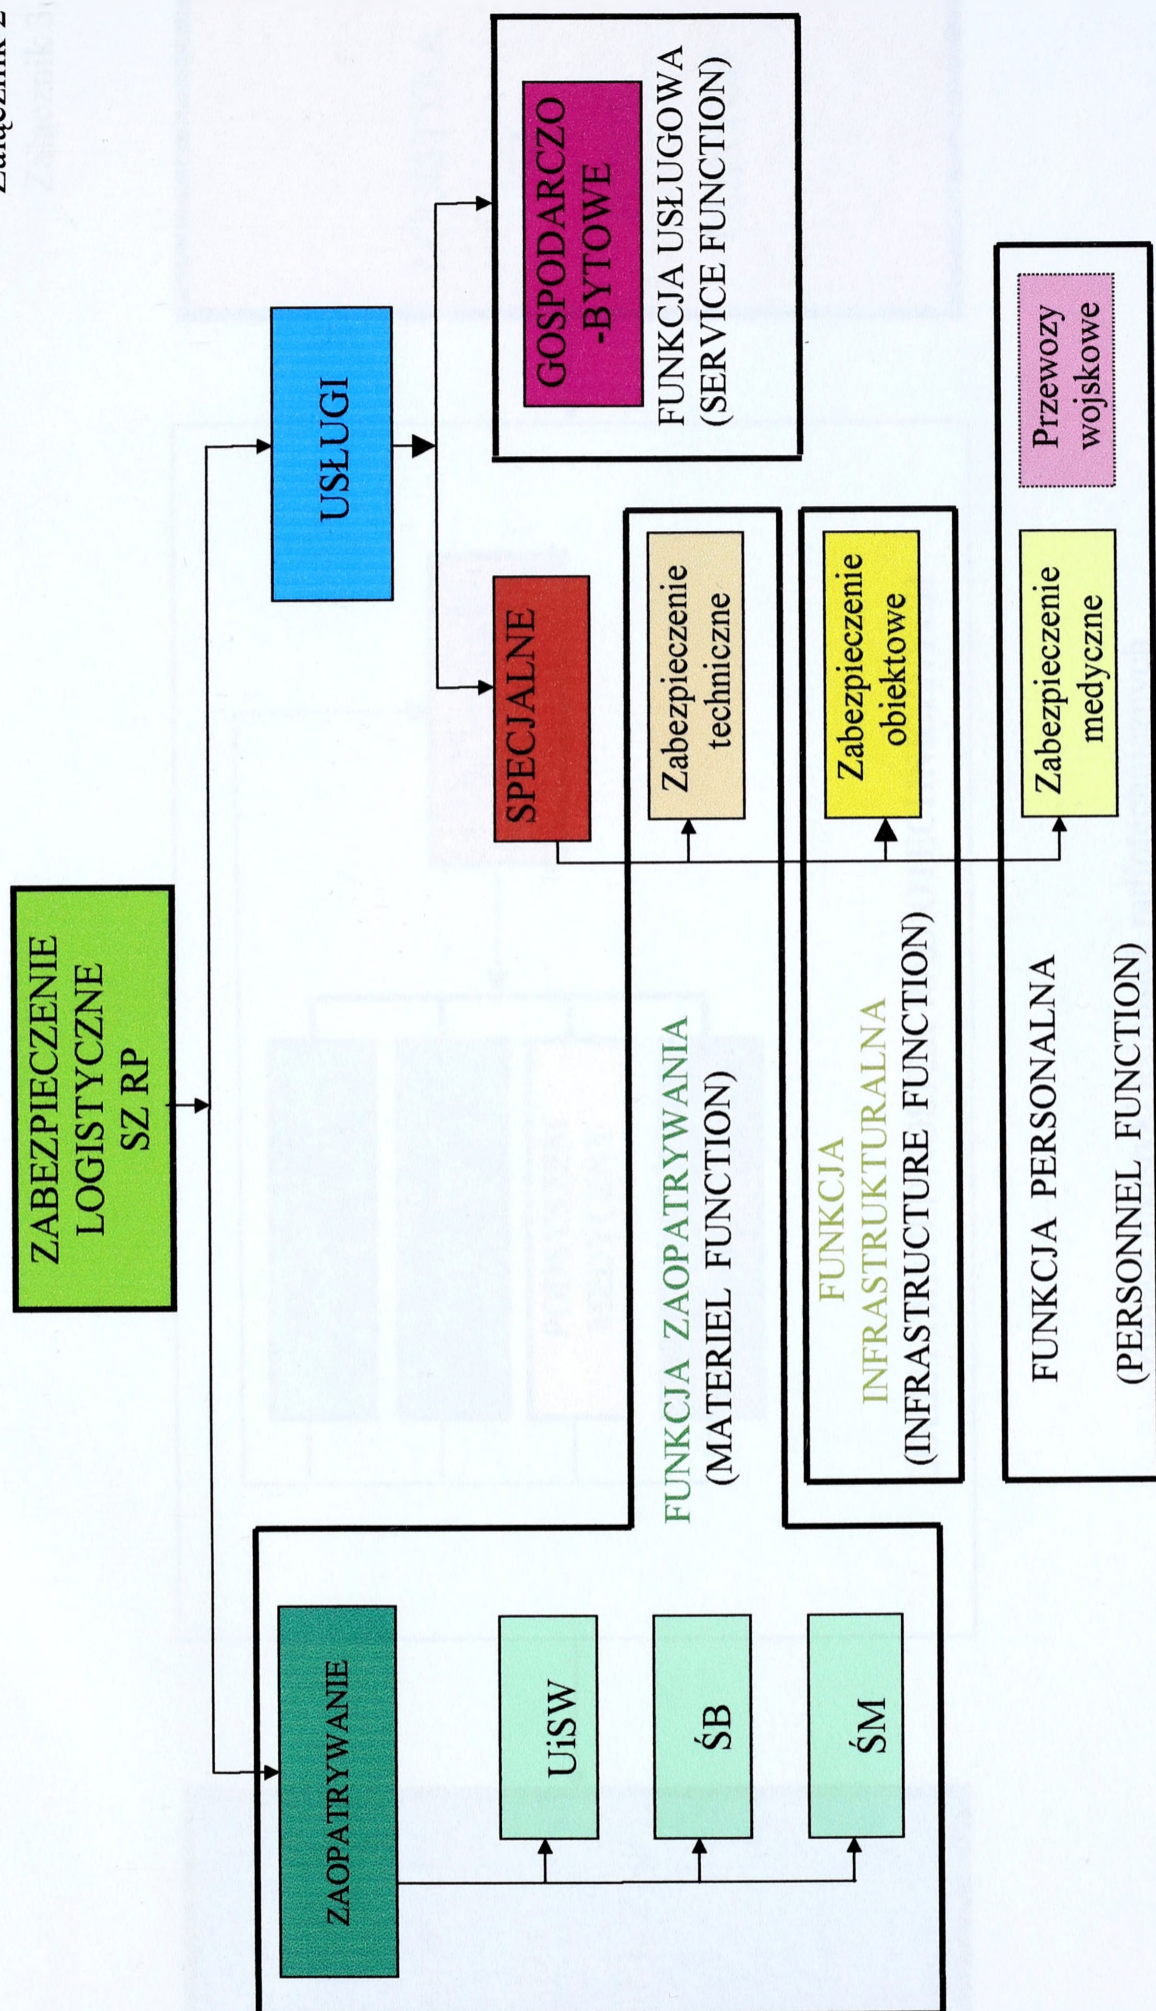 Załącznik 2
ZABEZPIECZENIE
LOGISTYCZNE
SZ RP
ZAOPATRYWANIE
USŁUGI
UiSW
ŚB
ŚM
SPECJALNE
GOSPODARCZO
-BYTOWE
FUNKCJA USŁUGOWA
(SERVICE FUNCTION)
FUNKCJA ZAOPATRYWANIA
(MATERIEL FUNCTION)
Zabezpieczenie
techniczne
FUNKCJA
INFRASTRUKTURALNA
(INFRASTRUCTURE FUNCTION)
Zabezpieczenie
obiektowe
FUNKCJA PERSONALNA
(PERSONNEL FUNCTION)
Zabezpieczenie
medyczne
Przewozy
wojskowe